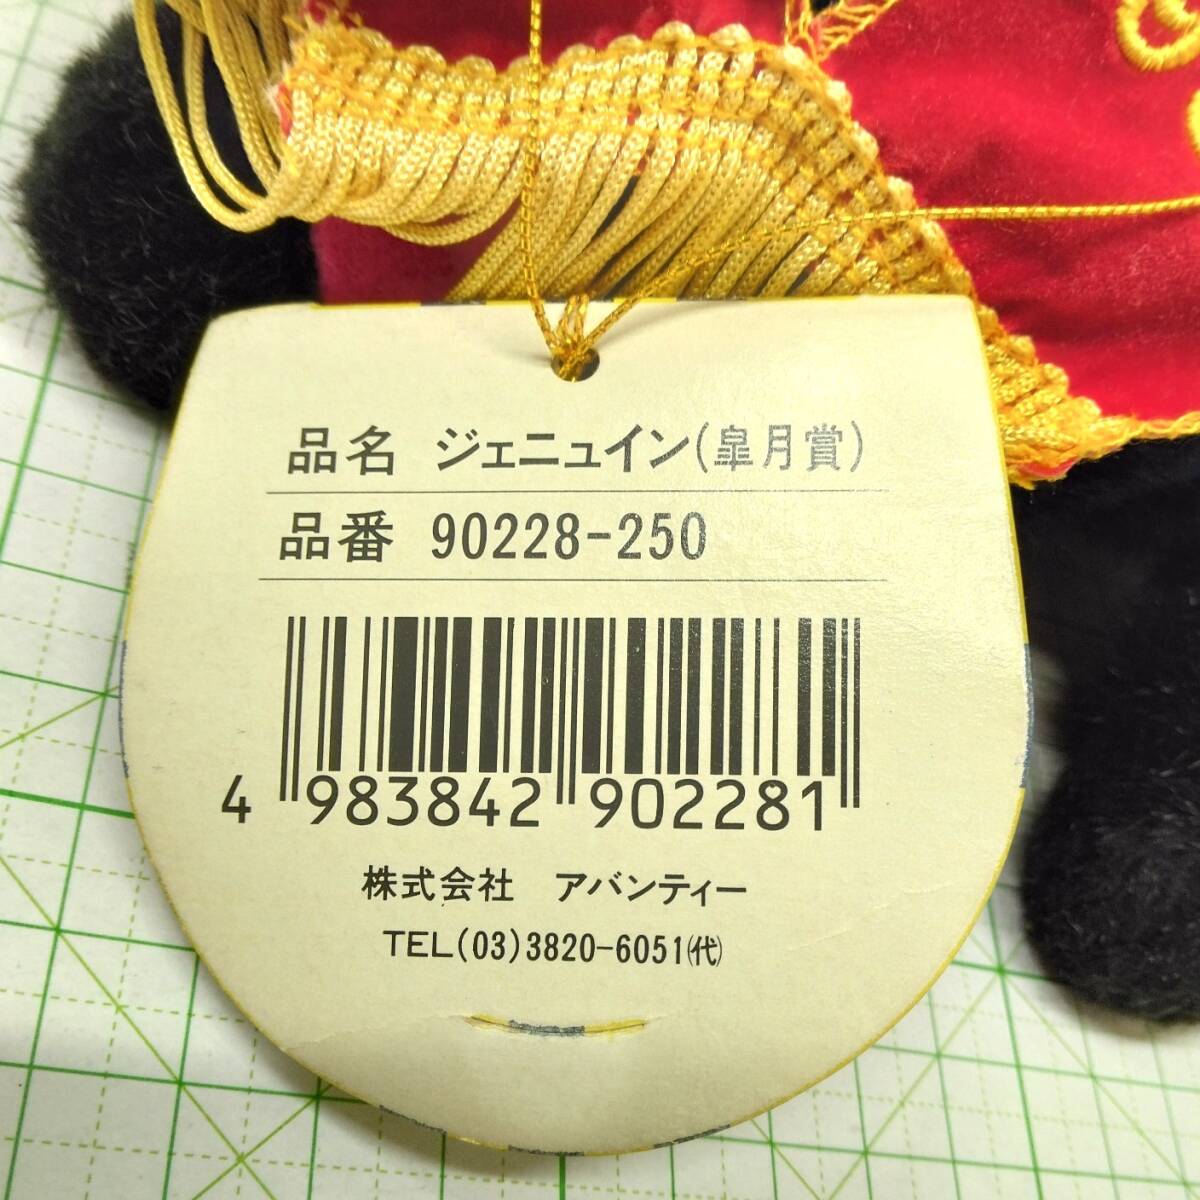 品名 ジェニュイン(皐月賞)
品番 90228-250
4 983842 902281
株式会社 アバンティー
TEL(03)3820-6051㈹